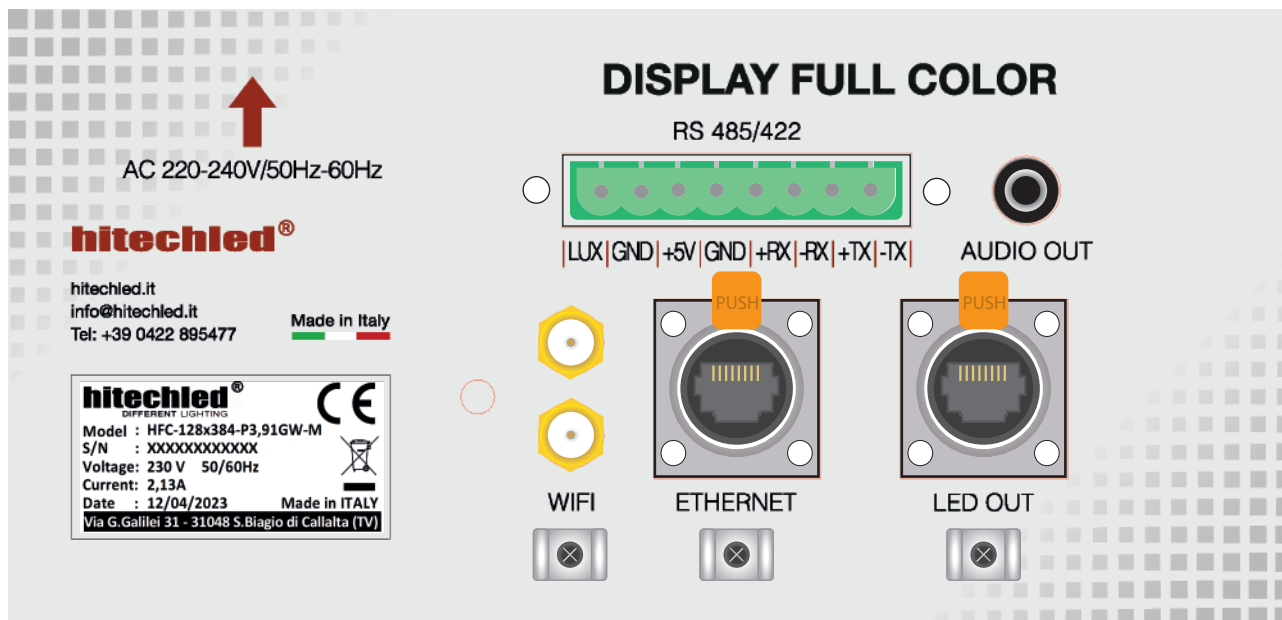 DISPLAY FULL COLOR
RS 485/422
AC 220-240V/50Hz-60Hz
hitechled®
|LUX|GND|+5V|GND|+RX|-RX|+TX|-TX|
AUDIO OUT
hitechled.it
info@hitechled.it
Tel: +39 0422 895477
Made in Italy
PUSH
PUSH
hitechled®
DIFFERENT LIGHTING
CE
Model : HFC-128x384-P3,91GW-M
S/N : XXXXXXXXXXXX
Voltage: 230 V 50/60Hz
Current: 2,13A
Date : 12/04/2023 Made in ITALY
Via G.Galilei 31 - 31048 S.Biagio di Callalta (TV)
WIFI
ETHERNET
LED OUT